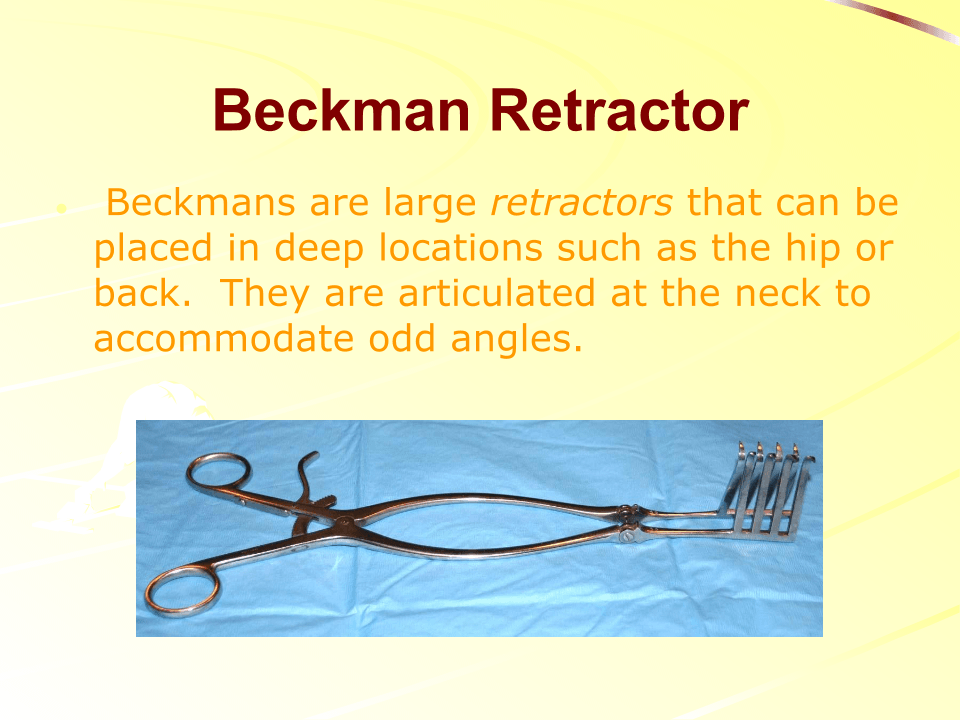 Beckman Retractor
• Beckmans are large retractors that can be
placed in deep locations such as the hip or
back.  They are articulated at the neck to
accommodate odd angles.